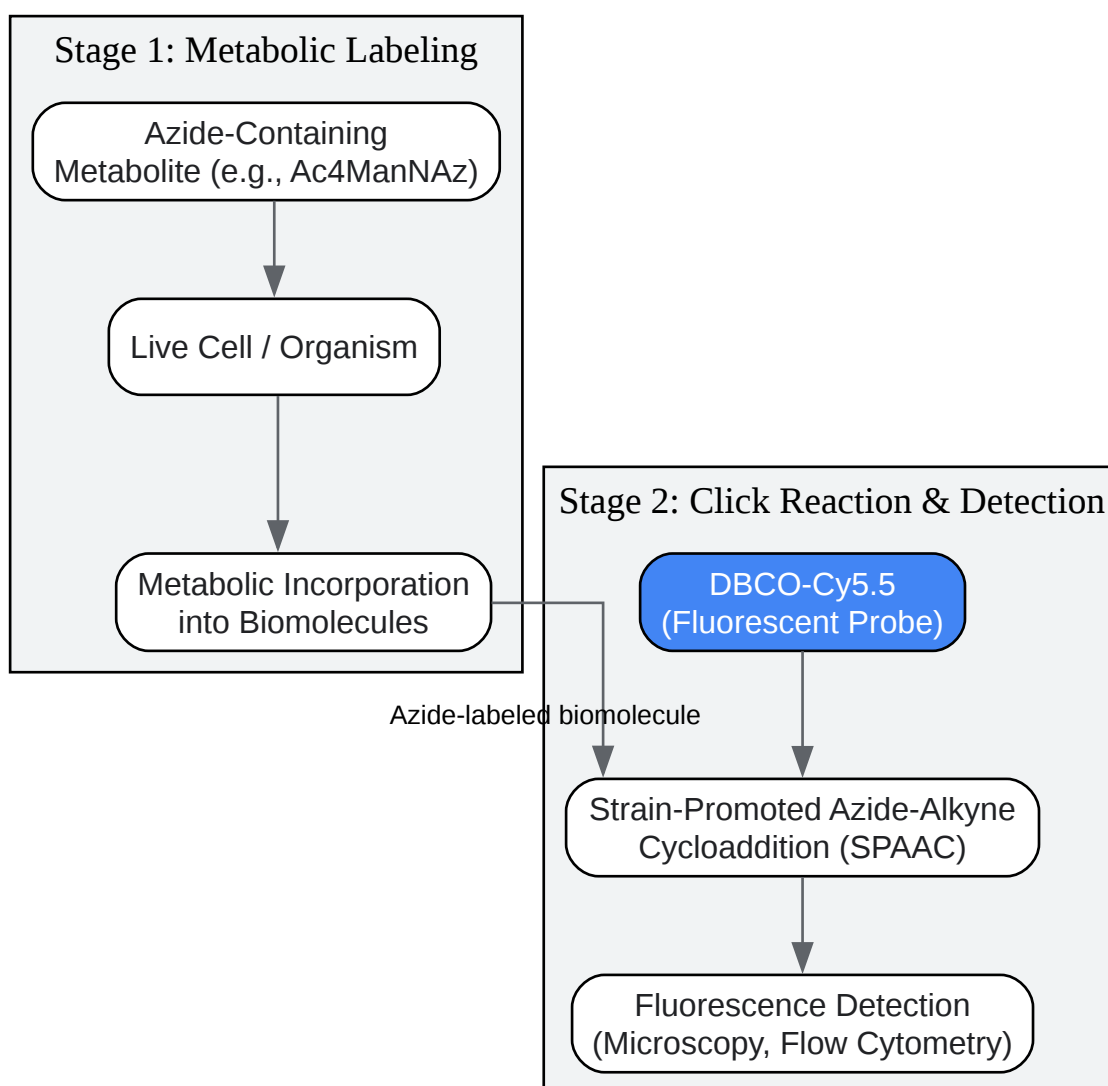 Stage 1: Metabolic Labeling
Azide-Containing
Metabolite (e.g., Ac4ManNAz)
Live Cell / Organism
Metabolic Incorporation
into Biomolecules
Azide-labeled biomolecule
Stage 2: Click Reaction & Detection
DBCO-Cy5.5
(Fluorescent Probe)
Strain-Promoted Azide-Alkyne
Cycloaddition (SPAAC)
Fluorescence Detection
(Microscopy, Flow Cytometry)